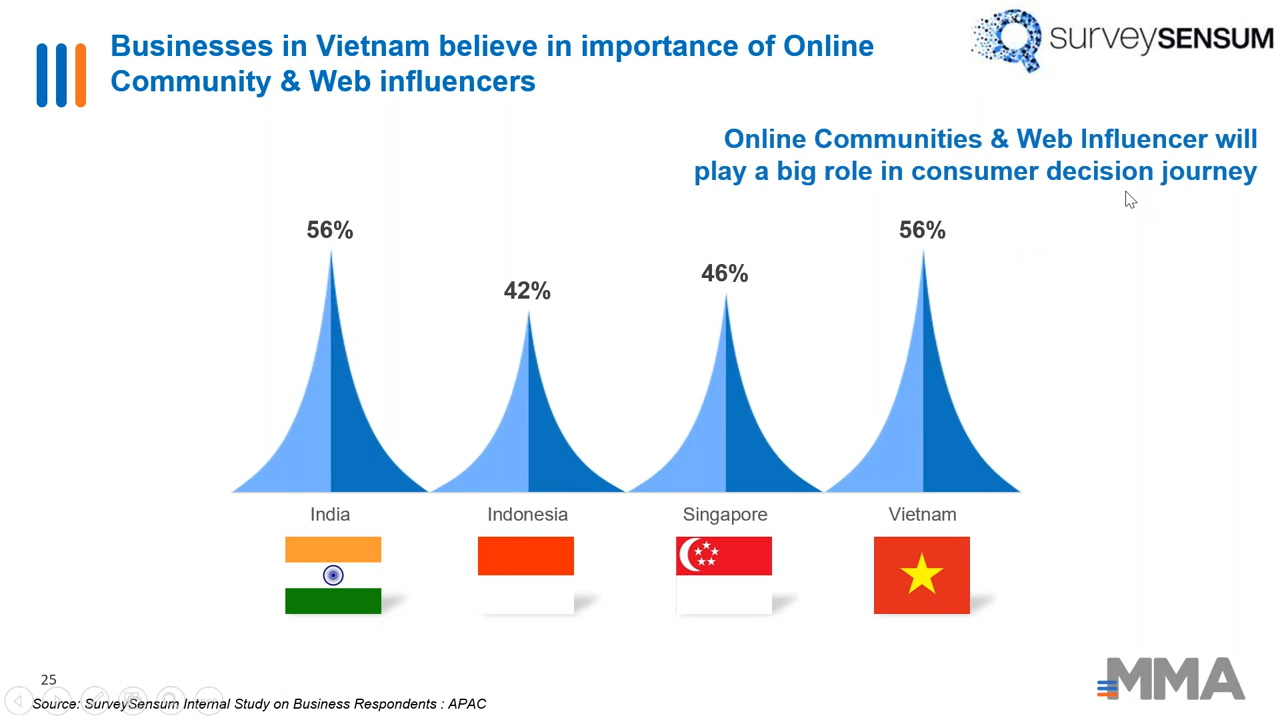 Businesses in Vietnam believe in importance of Online
Community & Web influencers
surveySENSUM
Online Communities & Web Influencer will
play a big role in consumer decision journey
56%
42%
46%
56%
India
Indonesia
Singapore
Vietnam
25
Source: SurveySensum Internal Study on Business Respondents : APAC
MMA